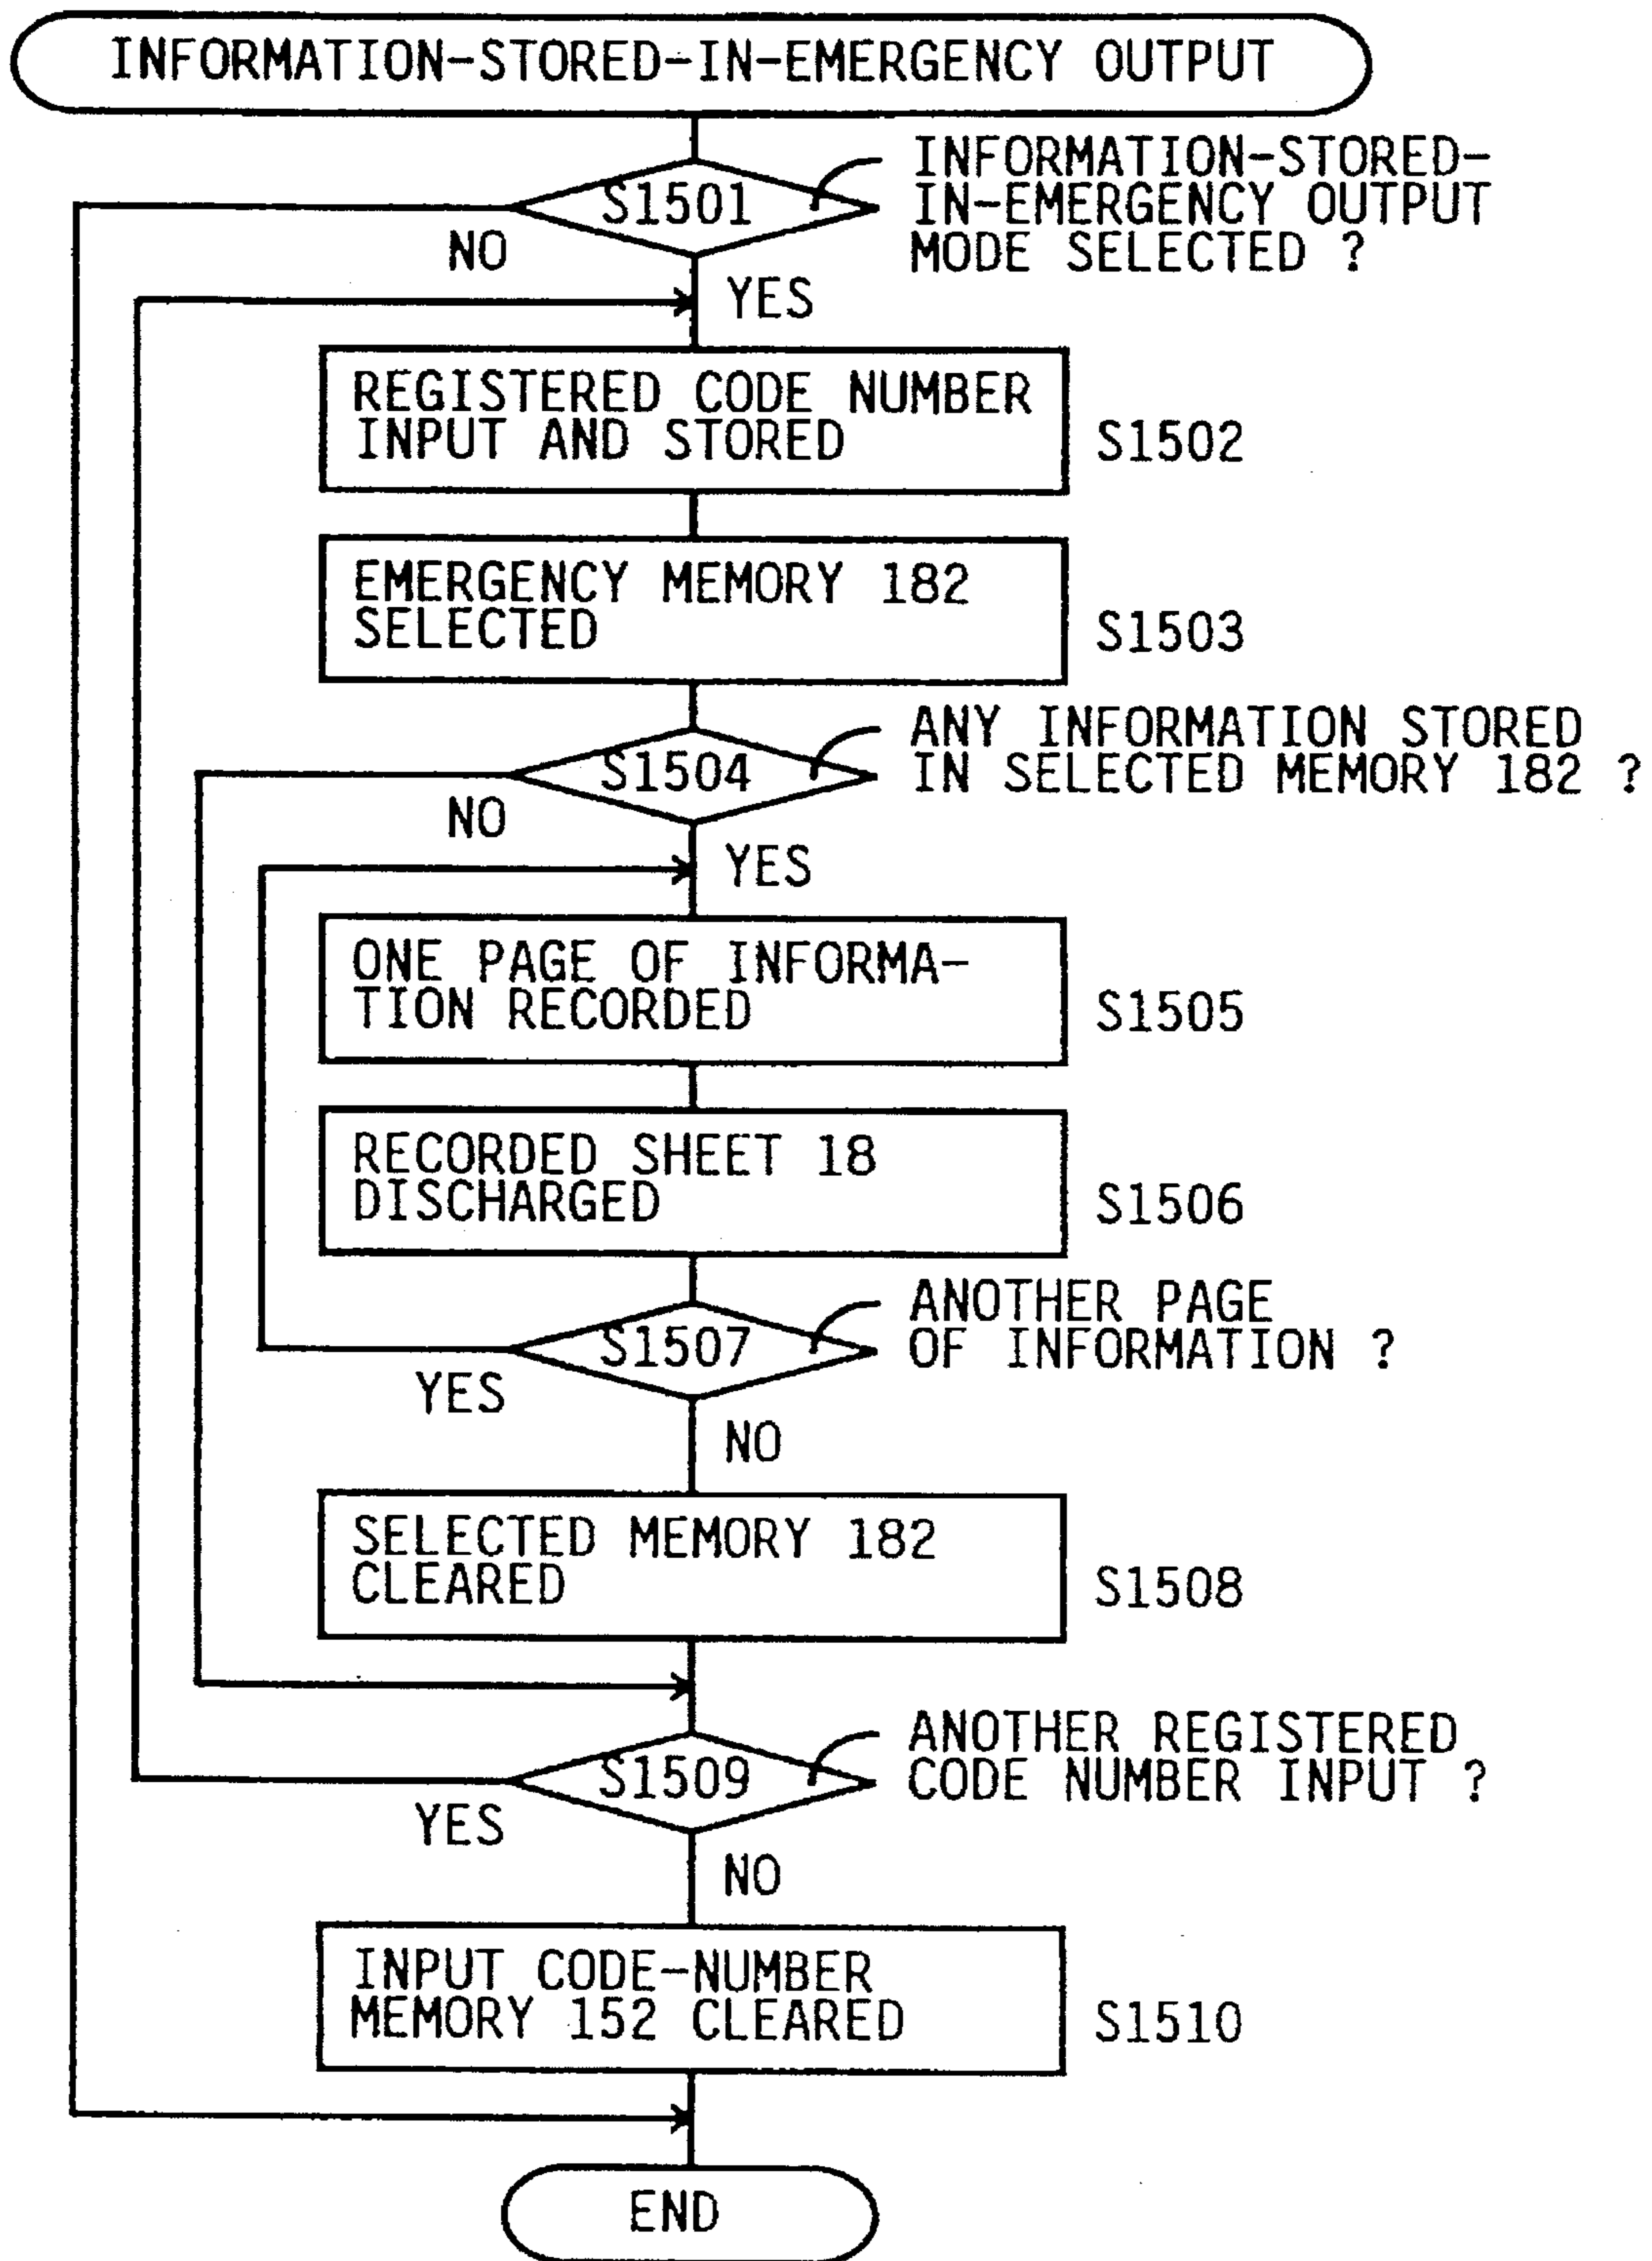 INFORMATION-STORED-IN-EMERGENCY OUTPUT
S1501
INFORMATION-STORED-
IN-EMERGENCY OUTPUT
MODE SELECTED ?
NO
YES
REGISTERED CODE NUMBER
INPUT AND STORED
S1502
EMERGENCY MEMORY 182
SELECTED
S1503
S1504
ANY INFORMATION STORED
IN SELECTED MEMORY 182 ?
NO
YES
ONE PAGE OF INFORMA-
TION RECORDED
S1505
RECORDED SHEET 18
DISCHARGED
S1506
S1507
ANOTHER PAGE
OF INFORMATION ?
YES
NO
SELECTED MEMORY 182
CLEARED
S1508
S1509
ANOTHER REGISTERED
CODE NUMBER INPUT ?
YES
NO
INPUT CODE-NUMBER
MEMORY 152 CLEARED
S1510
END